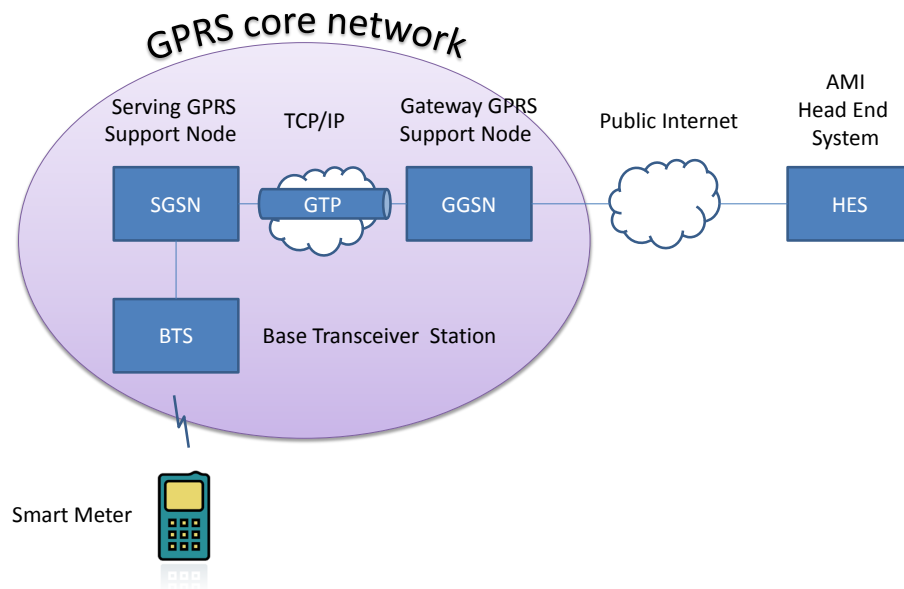 GPRS core network
Serving GPRS
Support Node
TCP/IP
Gateway GPRS
Support Node
Public Internet
AMI
Head End
System
SGSN
GTP
GGSN
HES
BTS
Base Transceiver Station
Smart Meter